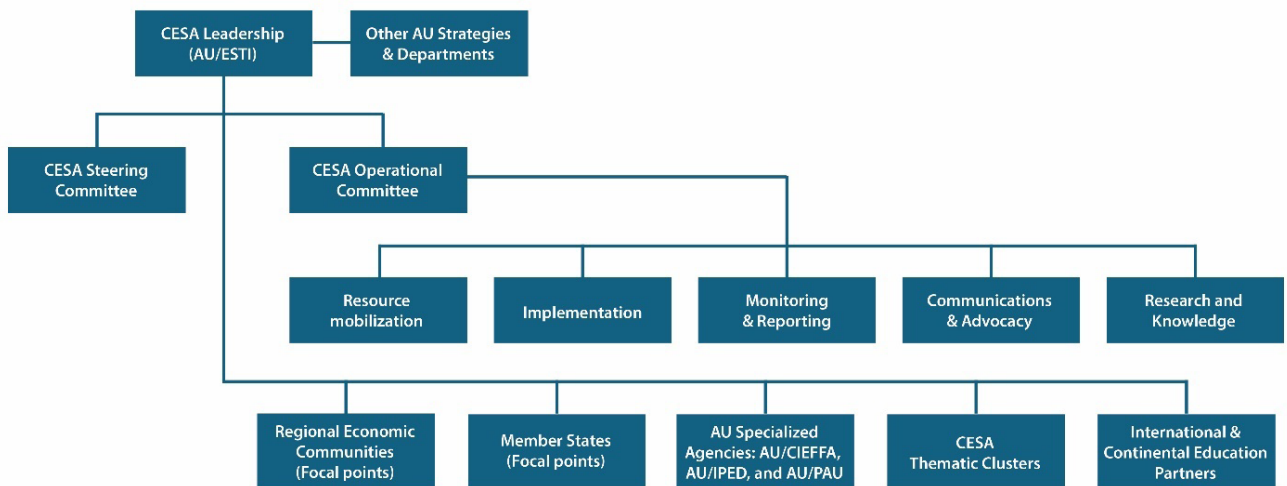 CESA Leadership
(AU/ESTI)
Other AU Strategies
& Departments
CESA Steering
Committee
CESA Operational
Committee
Resource
mobilization
Implementation
Monitoring
& Reporting
Communications
& Advocacy
Research and
Knowledge
Regional Economic
Communities
(Focal points)
Member States
(Focal points)
AU Specialized
Agencies: AU/CIEFFA,
AU/IPED, and AU/PAU
CESA
Thematic Clusters
International &
Continental Education
Partners